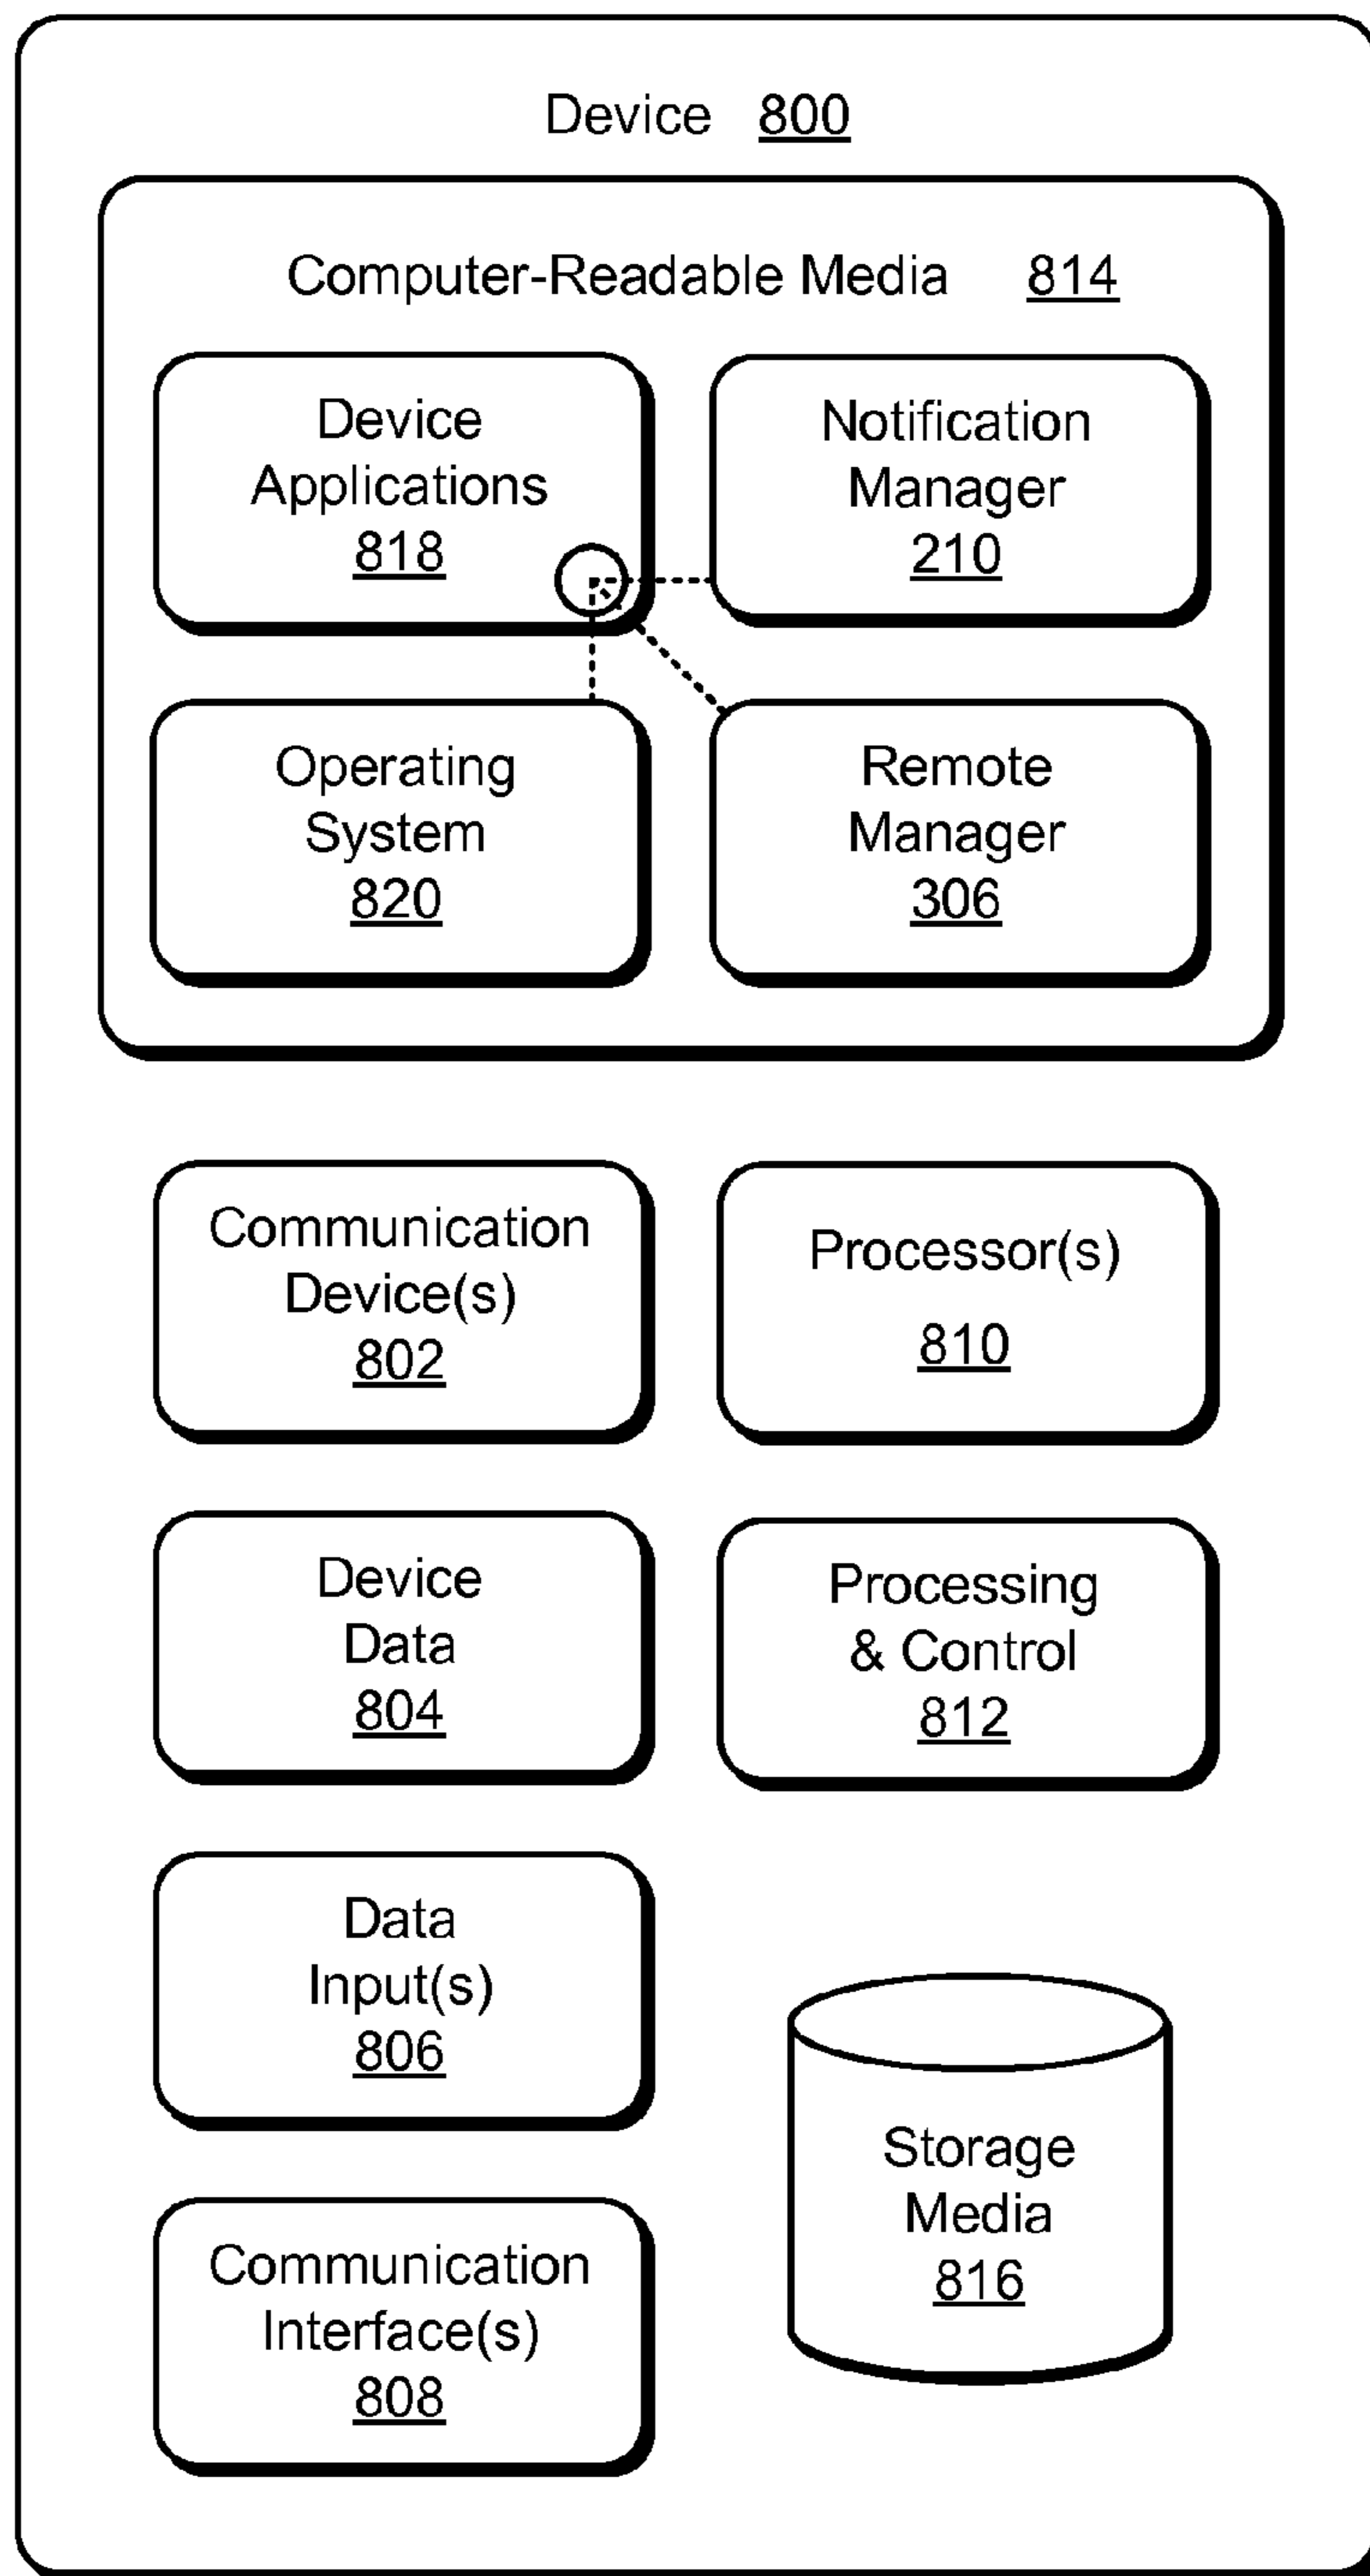 Device 800
Computer-Readable Media 814
Device
Applications
818
Notification
Manager
210
Operating
System
820
Remote
Manager
306
Communication
Device(s)
802
Processor(s)
810
Device
Data
804
Processing
& Control
812
Data
Input(s)
806
Storage
Media
816
Communication
Interface(s)
808